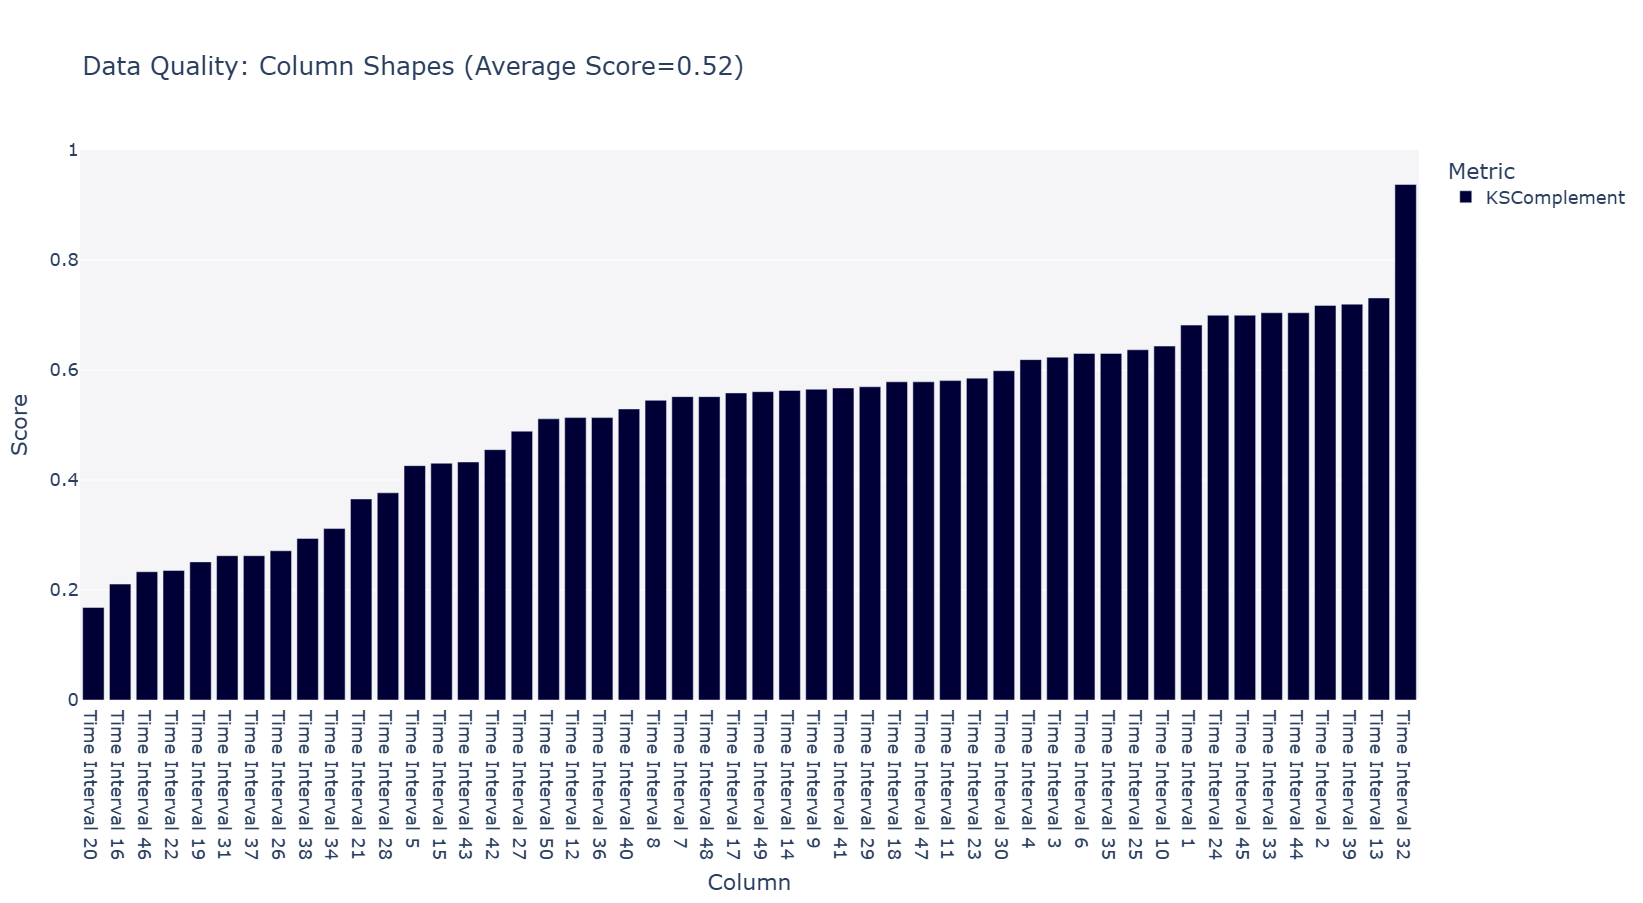 Data Quality: Column Shapes (Average Score=0.52)
1
0.8
0.6
0.4
0.2
0
Score
Metric
KSComplement
Time Interval 20
Time Interval 16
Time Interval 46
Time Interval 22
Time Interval 19
Time Interval 31
Time Interval 37
Time Interval 26
Time Interval 38
Time Interval 34
Time Interval 21
Time Interval 28
Time Interval 5
Time Interval 15
Time Interval 43
Time Interval 42
Time Interval 27
Time Interval 50
Time Interval 12
Time Interval 36
Time Interval 40
Time Interval 8
Time Interval 7
Time Interval 48
Time Interval 17
Time Interval 49
Time Interval 14
Time Interval 9
Time Interval 41
Time Interval 29
Time Interval 18
Time Interval 47
Time Interval 11
Time Interval 23
Time Interval 30
Time Interval 4
Time Interval 3
Time Interval 6
Time Interval 35
Time Interval 25
Time Interval 10
Time Interval 1
Time Interval 24
Time Interval 45
Time Interval 33
Time Interval 44
Time Interval 2
Time Interval 39
Time Interval 13
Time Interval 32
Column